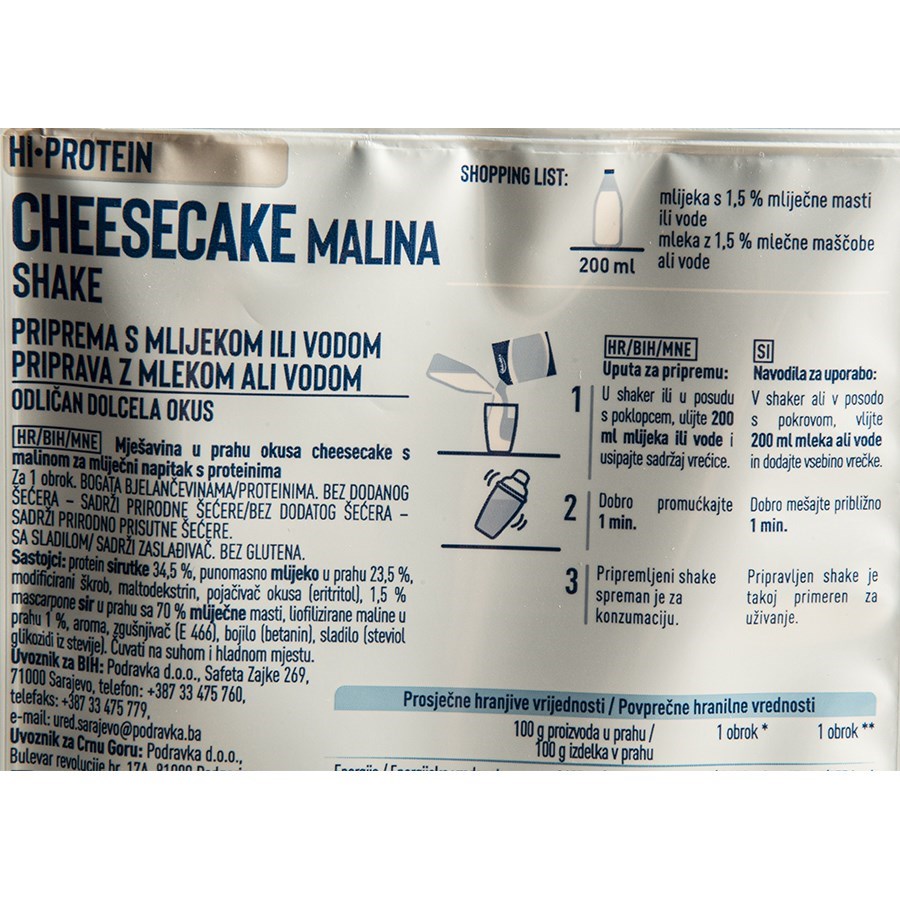 HI•PROTEIN
CHEESECAKE MALINA
SHAKE
PRIPREMA S MLIJEKOM ILI VODOM
PRIPRAVA Z MLEKOM ALI VODOM
ODLIČAN DOLCELA OKUS
HR/BIH/MNE Mješavina u prahu okusa cheesecake s
malinom za mliječni napitak s proteinima
Za 1 obrok. BOGATA BJELANČEVINAMA/PROTEINIMA. BEZ DODANOG
ŠEĆERA – SADRŽI PRIRODNE ŠEĆERE/BEZ DODATOG ŠEĆERA –
SADRŽI PRIRODNO PRISUTNE ŠEĆERE.
SA SLADILOM/ SADRŽI ZASLAĐIVAČ. BEZ GLUTENA.
Sastojci: protein sirutke 34,5 %, punomasno mlijeko u prahu 23,5 %,
modificirani škrob, maltodekstrin, pojačivač okusa (eritritol), 1,5 %
mascarpone sir u prahu sa 70 % mliječne masti, liofilizirane maline u
prahu 1 %, aroma, zgušnjivač (E 466), bojilo (betanin), sladilo (steviol
glikozidi iz stevije). Čuvati na suhom i hladnom mjestu.
Uvoznik za BIH: Podravka d.o.o., Safeta Zajke 269,
71000 Sarajevo, telefon: +387 33 475 760,
telefaks: +387 33 475 779,
e-mail: ured.sarajevo@podravka.ba
Uvoznik za Crnu Goru: Podravka d.o.o.,
Bulevar revolucije br. 17A, 81000
SHOPPING LIST:
200 ml
mlijeka s 1,5 % mliječne masti
ili vode
mleka z 1,5 % mlečne maščobe
ali vode
HR/BIH/MNE
Uputa za pripremu:
1 U shaker ili u posudu
s poklopcem, ulijte 200
ml mlijeka ili vode i
usipajte sadržaj vrećice.
2 Dobro promućkajte
1 min.
3 Pripremljeni shake
spreman je za
konzumaciju.
SI
Navodila za uporabo:
V shaker ali v posodo
s pokrovom, vlijte
200 ml mleka ali vode
in dodajte vsebino vrečke.
Dobro mešajte približno
1 min.
Pripravljen shake je
takoj primeren za
uživanje.
Prosječne hranjive vrijednosti / Povprečne hranilne vrednosti
100 g proizvoda u prahu /
100 g izdelka v prahu
1 obrok *
1 obrok **